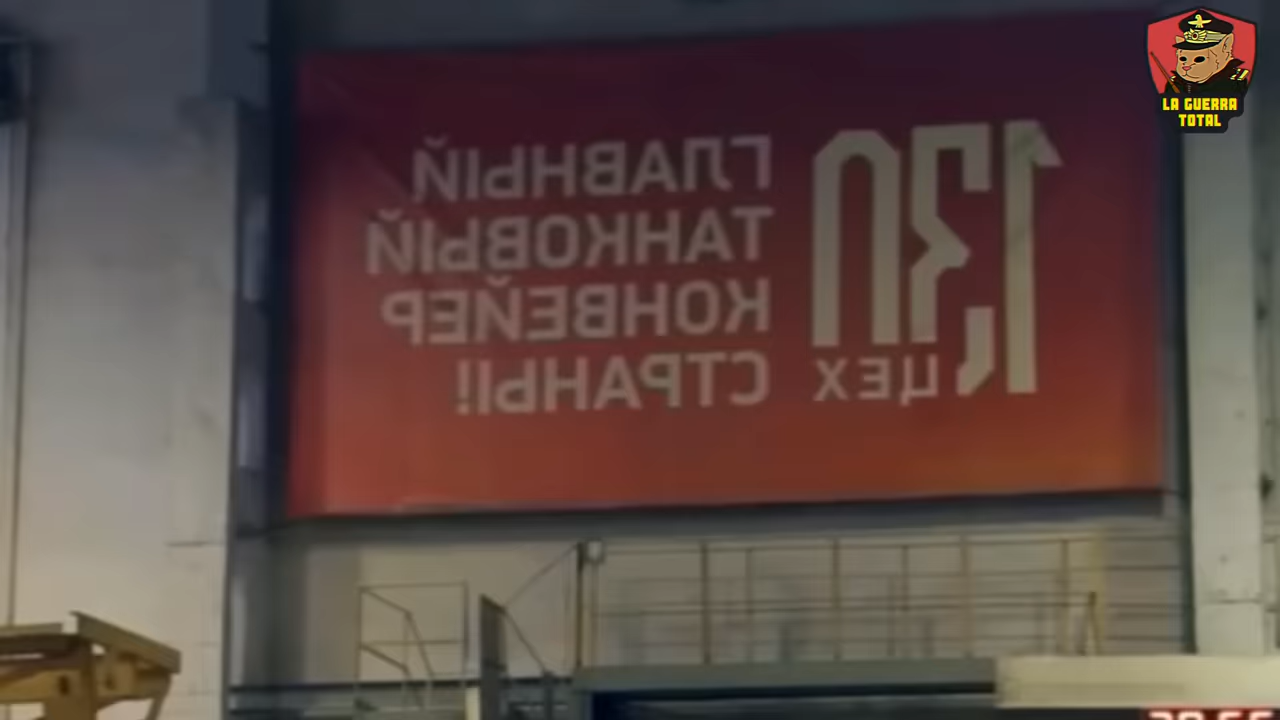 130
ЦЕХ
ГЛАВНЫЙ
ТАНКОВЫЙ
КОНВЕЙЕР
СТРАНЫ!
LA GUERRA
TOTAL